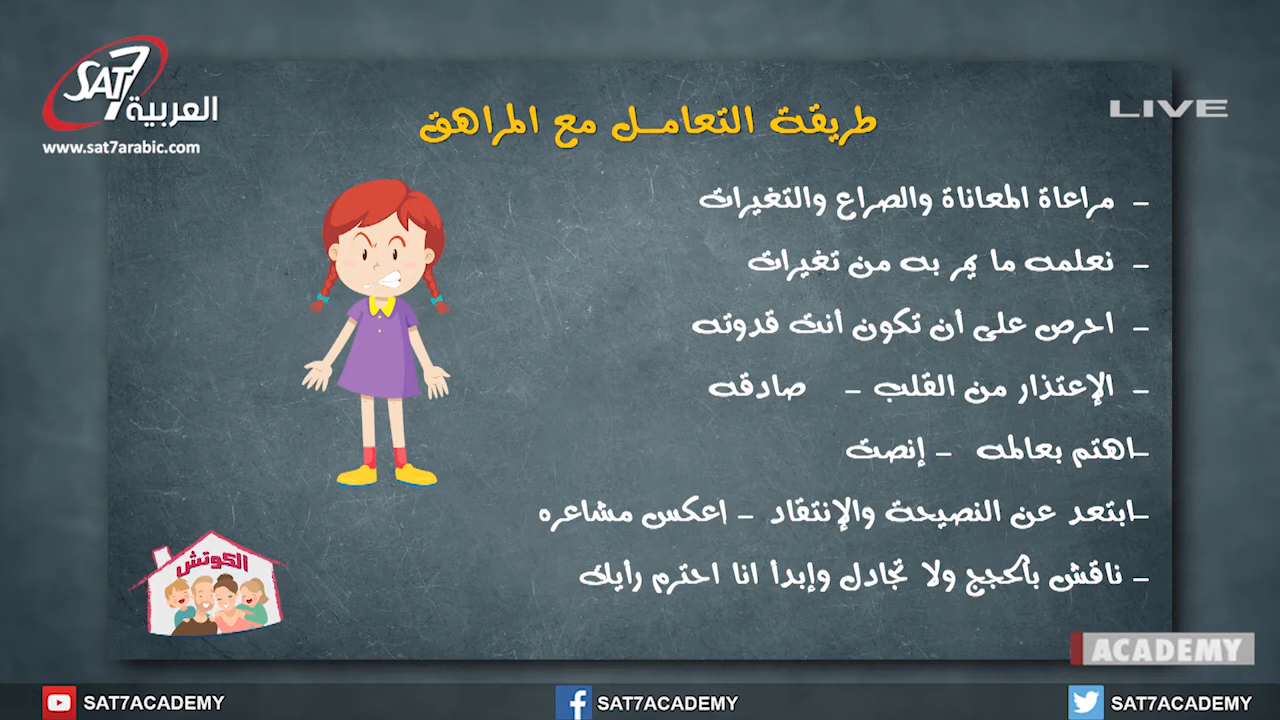 SAT7 العربية
www.sat7arabic.com
LIVE
طريقة التعامل مع المراهق
- مراعاة المعاناة والصراع والتغيرات
- نعلمه ما يمر به من تغيرات
- احرص على أن تكون أنت قدوته
- الإعتذار من القلب - صادقه
-اهتم بعالمه - إنصت
-ابتعد عن النصيحة والإنتقاد - اعكس مشاعره
- ناقش بالحجج ولا تجادل وإبدأ انا احترم رأيك
الكوتش
ACADEMY
SAT7ACADEMY
SAT7ACADEMY
SAT7ACADEMY